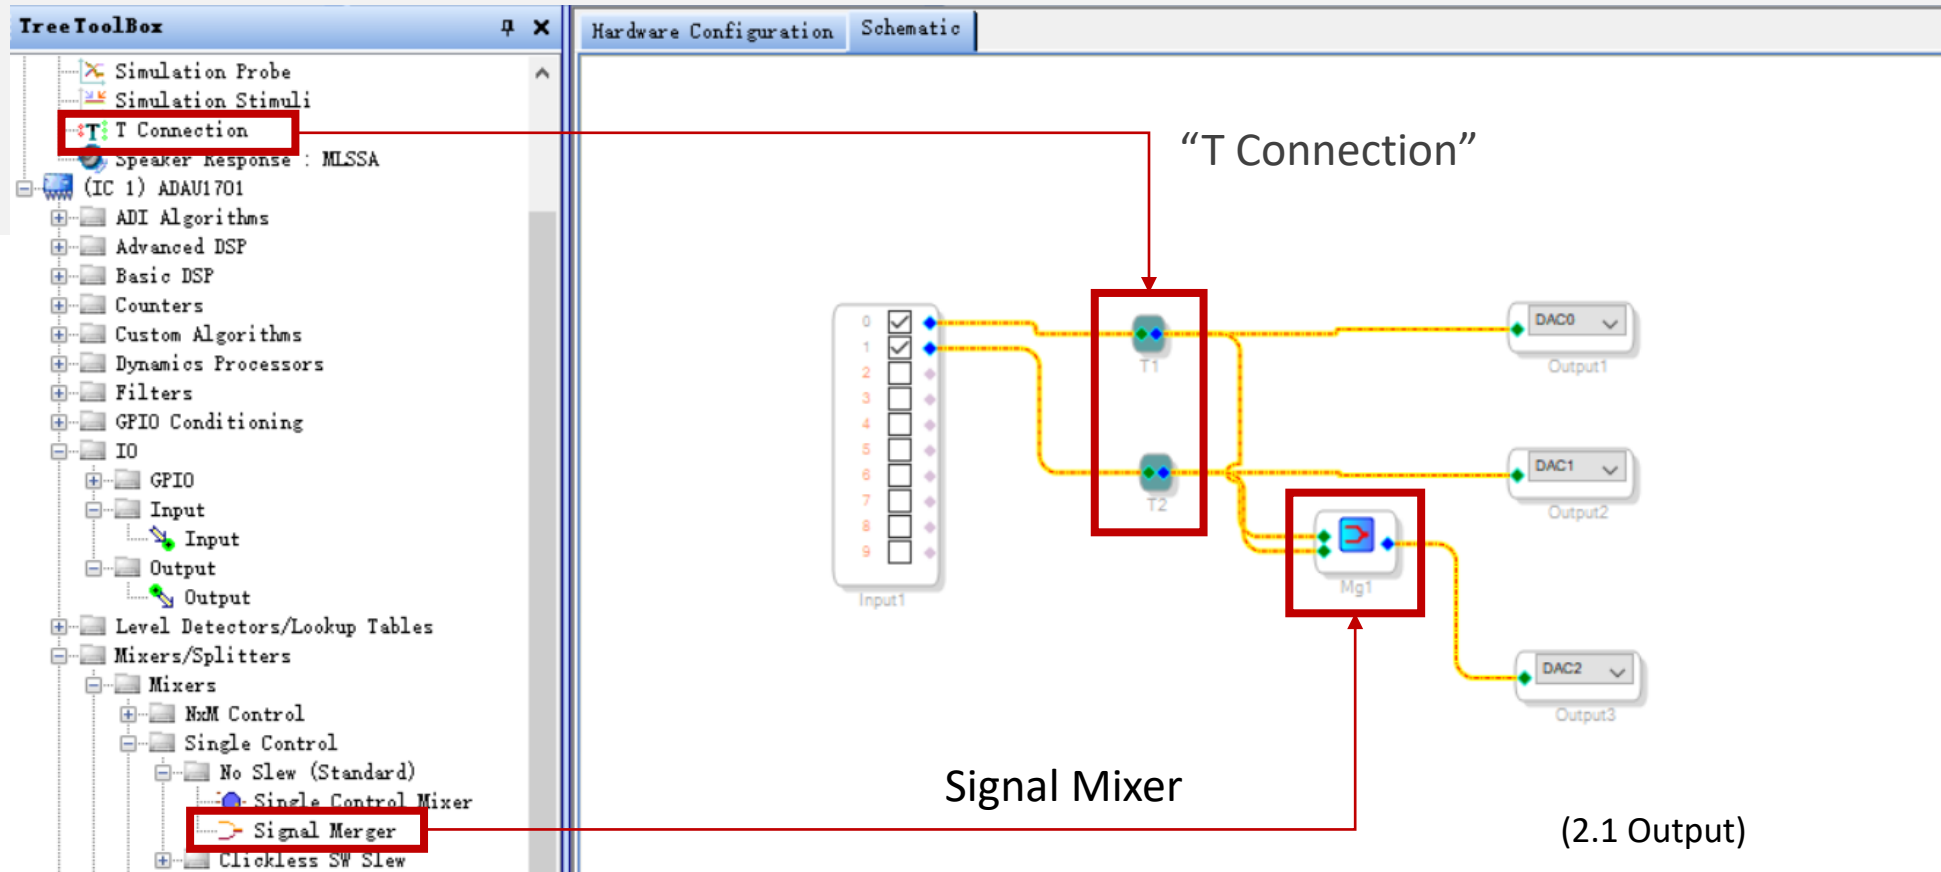 TreeToolBox
Simulation Probe
Simulation Stimuli
T T Connection
Speaker Response : MLSSA
(IC 1) ADAU1701
ADI Algorithms
Advanced DSP
Basic DSP
Counters
Custom Algorithms
Dynamics Processors
Filters
GPIO Conditioning
IO
GPIO
Input
Input
Output
Output
Level Detectors/Lookup Tables
Mixers/Splitters
Mixers
NxM Control
Single Control
No Slew (Standard)
Single Control Mixer
Signal Merger
Clickless SW Slew
Hardware Configuration Schematic
“T Connection”
0
1
2
3
4
5
6
7
8
9
Input1
T1
T2
Mg1
DAC0
Output1
DAC1
Output2
DAC2
Output3
Signal Mixer
(2.1 Output)